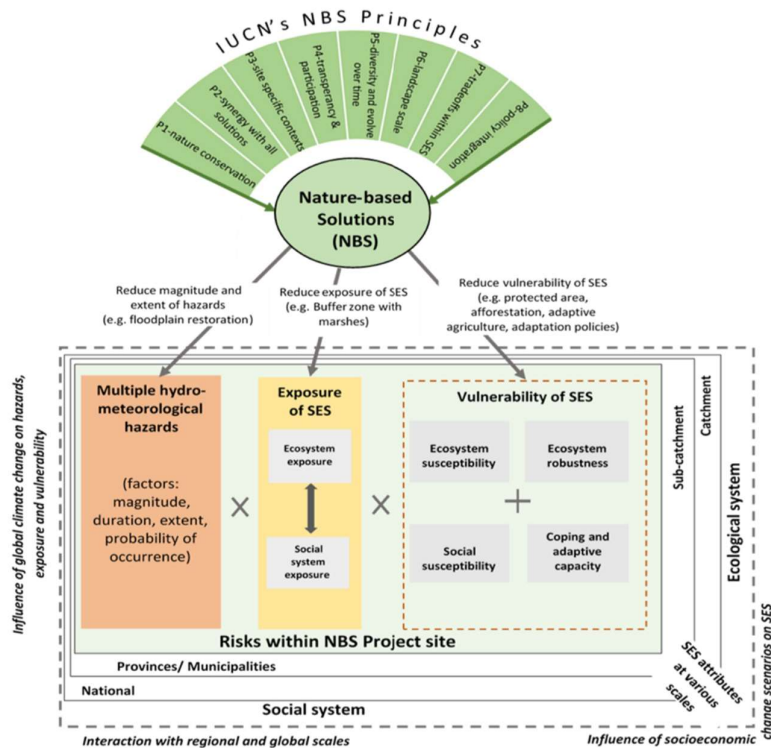 IUCN's NBS Principles
P1-nature conservation
P2-synergy with all
solutions
P3-site specific contexts
P4-transperancy &
participation
P5-diversity and evolve
over time
P6-landscape scale
P7-tradeoffs within SES
P8-policy integration
Nature-based
Solutions
(NBS)
Reduce magnitude and
extent of hazards
(e.g. floodplain restoration)
Reduce exposure of SES
(e.g. Buffer zone with
marshes)
Reduce vulnerability of SES
(e.g. protected area,
afforestation, adaptive
agriculture, adaptation policies)
Influence of global climate change on hazards,
exposure and vulnerability
Multiple hydro-
meteorological
hazards
(factors:
magnitude,
duration, extent,
probability of
occurrence)
×
Exposure
of SES
Ecosystem
exposure
Social
system
exposure
×
Vulnerability of SES
Ecosystem
susceptibility
Ecosystem
robustness
+
Social
susceptibility
Coping and
adaptive
capacity
Risks within NBS Project site
Sub-catchment
Catchment
Ecological system
Provinces/ Municipalities
National
Social system
SES attributes
at various
scales
Interaction with regional and global scales
Influence of socioeconomic
change scenarios on SES